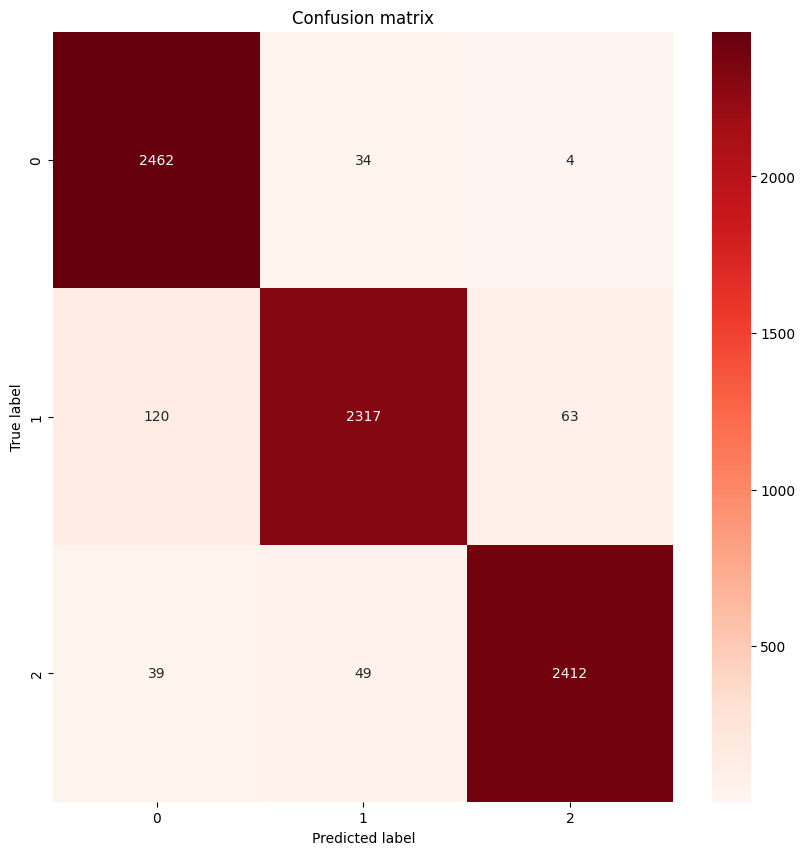 Confusion matrix
0 2462 34 4
2000
1500
True label
1 120 2317 63
1000
500
2 39 49 2412
0 1 2
Predicted label